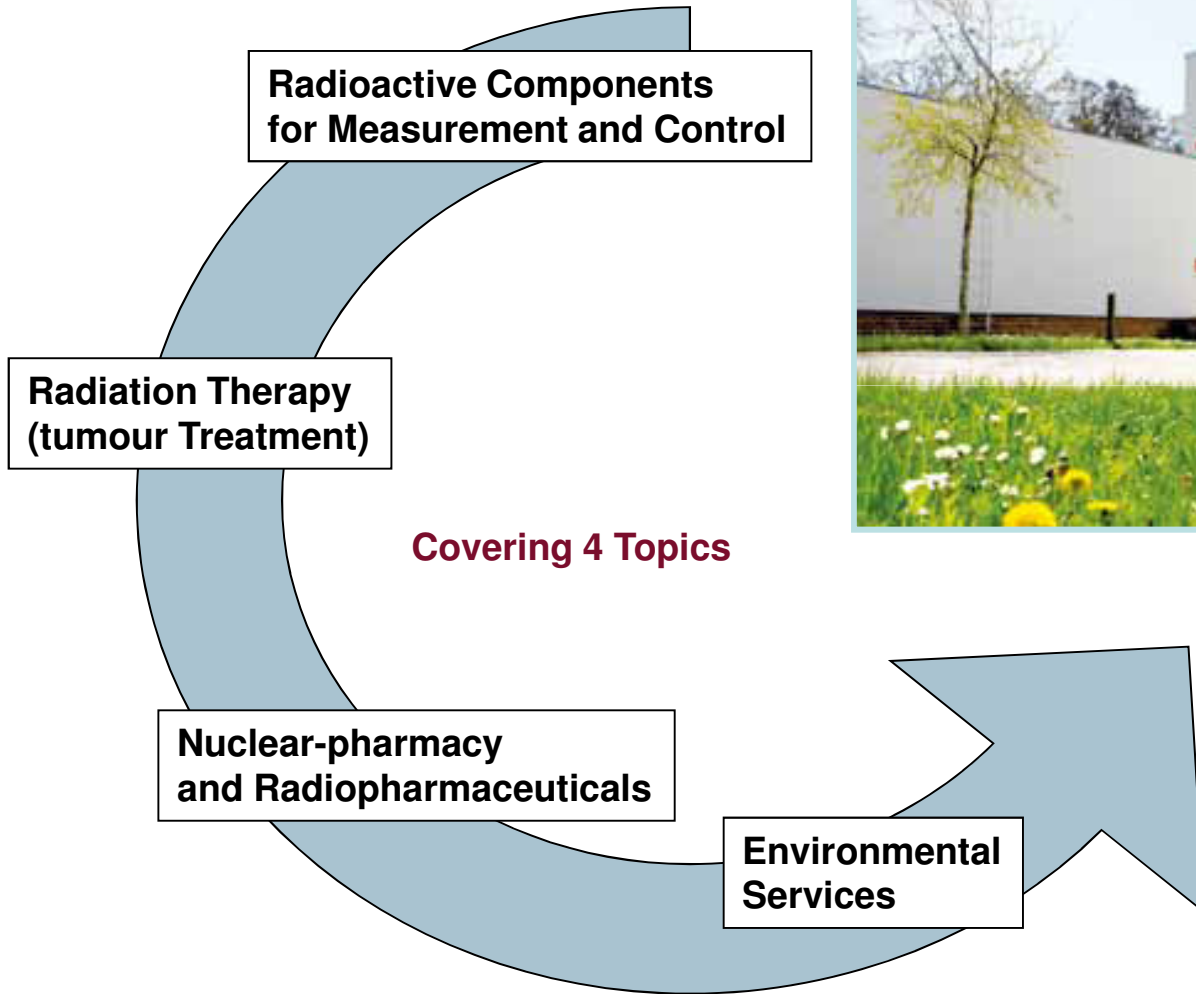 Radioactive Components
for Measurement and Control
Radiation Therapy
(tumour Treatment)
Covering 4 Topics
Nuclear-pharmacy
and Radiopharmaceuticals
Environmental
Services